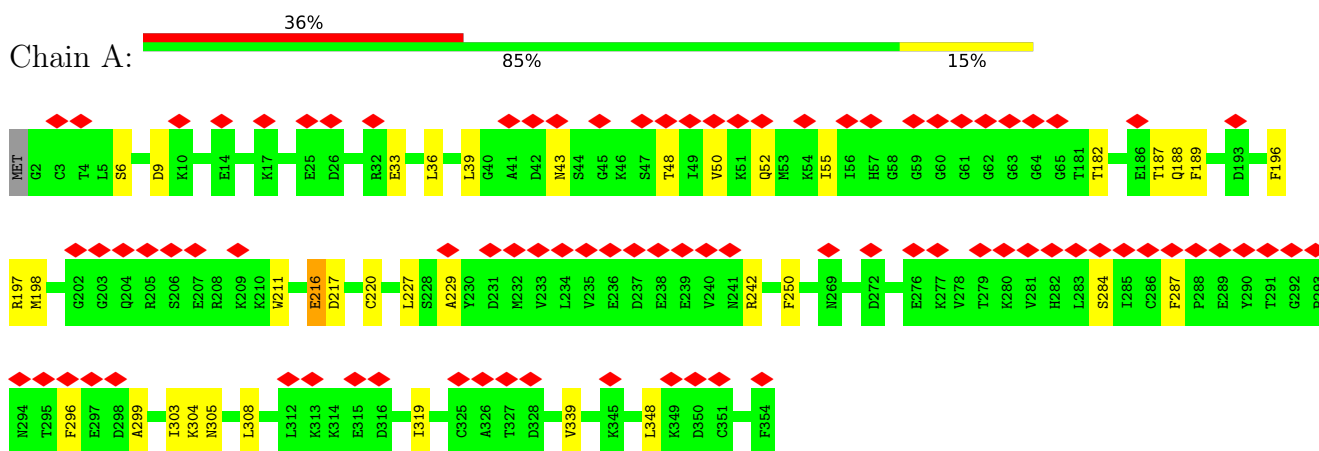 36%
Chain A:
85% 15%
MET G2 C3 T4 L5 S6 D9 K10 E14 K17 E25 D26 R32 E33 L36 L39 G40 A41 D42 N43 S44 G45 K46 S47 T48 I49 V50 K51 Q52 M53 K54 I55 I56 H57 G58 G59 G60 G61 G62 G63 G64 G65 T181 T182 E186 T187 Q188 F189 D193 F196
R197 M198 G202 G203 Q204 R205 S206 E207 R208 K209 K210 W211 E216 D217 C220 L227 S228 A229 Y230 D231 M232 V233 L234 V235 E236 D237 E238 E239 V240 N241 R242 F250 N269 D272 E276 K277 V278 T279 K280 V281 H282 L283 S284 I285 C286 F287 P288 E289 Y290 T291 G292 P293
N294 T295 F296 E297 D298 A299 I303 K304 N305 L308 L312 K313 K314 E315 D316 I319 C325 A326 T327 D328 V339 K345 L348 K349 D350 C351 F354